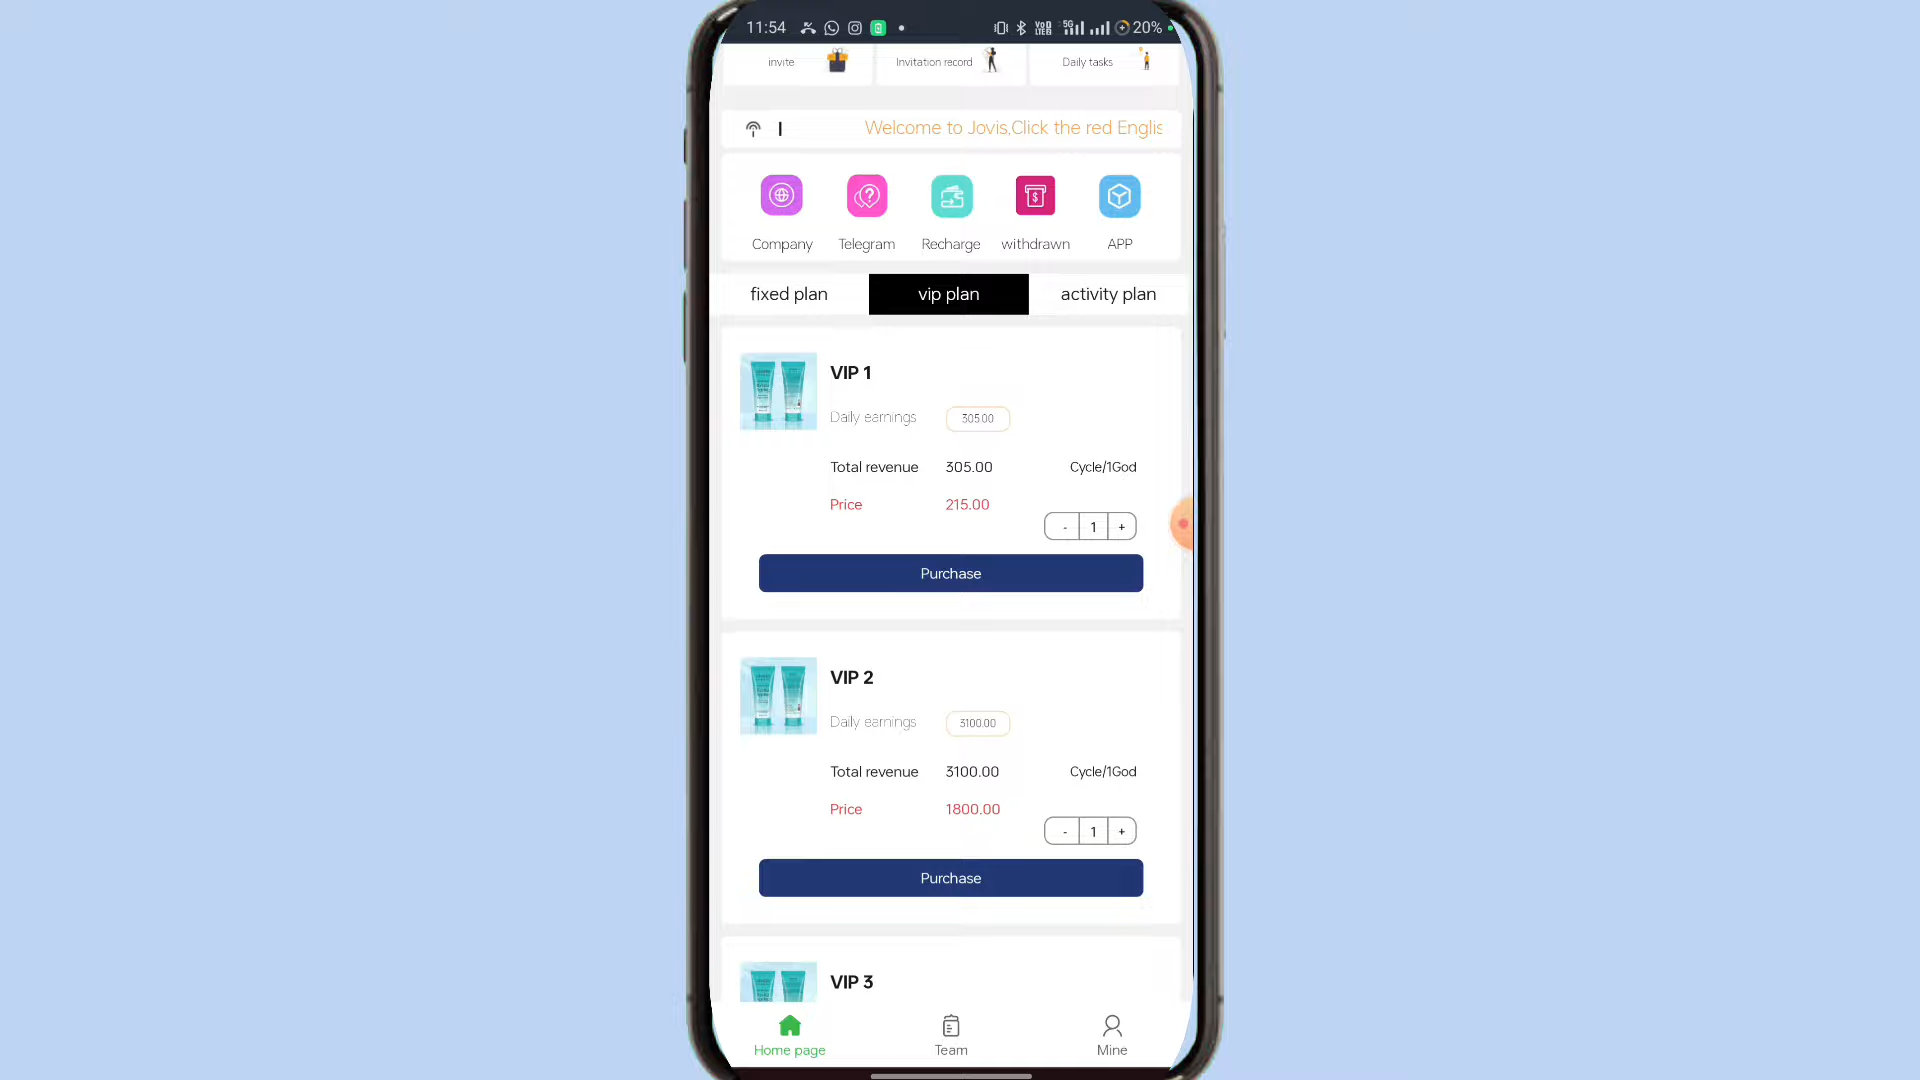 11:54 20%
invite Invitation record Daily tasks
Welcome to Jovis,Click the red Englis
Company Telegram Recharge withdrawn APP
fixed plan vip plan activity plan
VIP 1
Daily earnings 305.00
Total revenue 305.00 Cycle/1God
Price 215.00
- 1 +
Purchase
VIP 2
Daily earnings 3100.00
Total revenue 3100.00 Cycle/1God
Price 1800.00
- 1 +
Purchase
VIP 3
Home page Team Mine